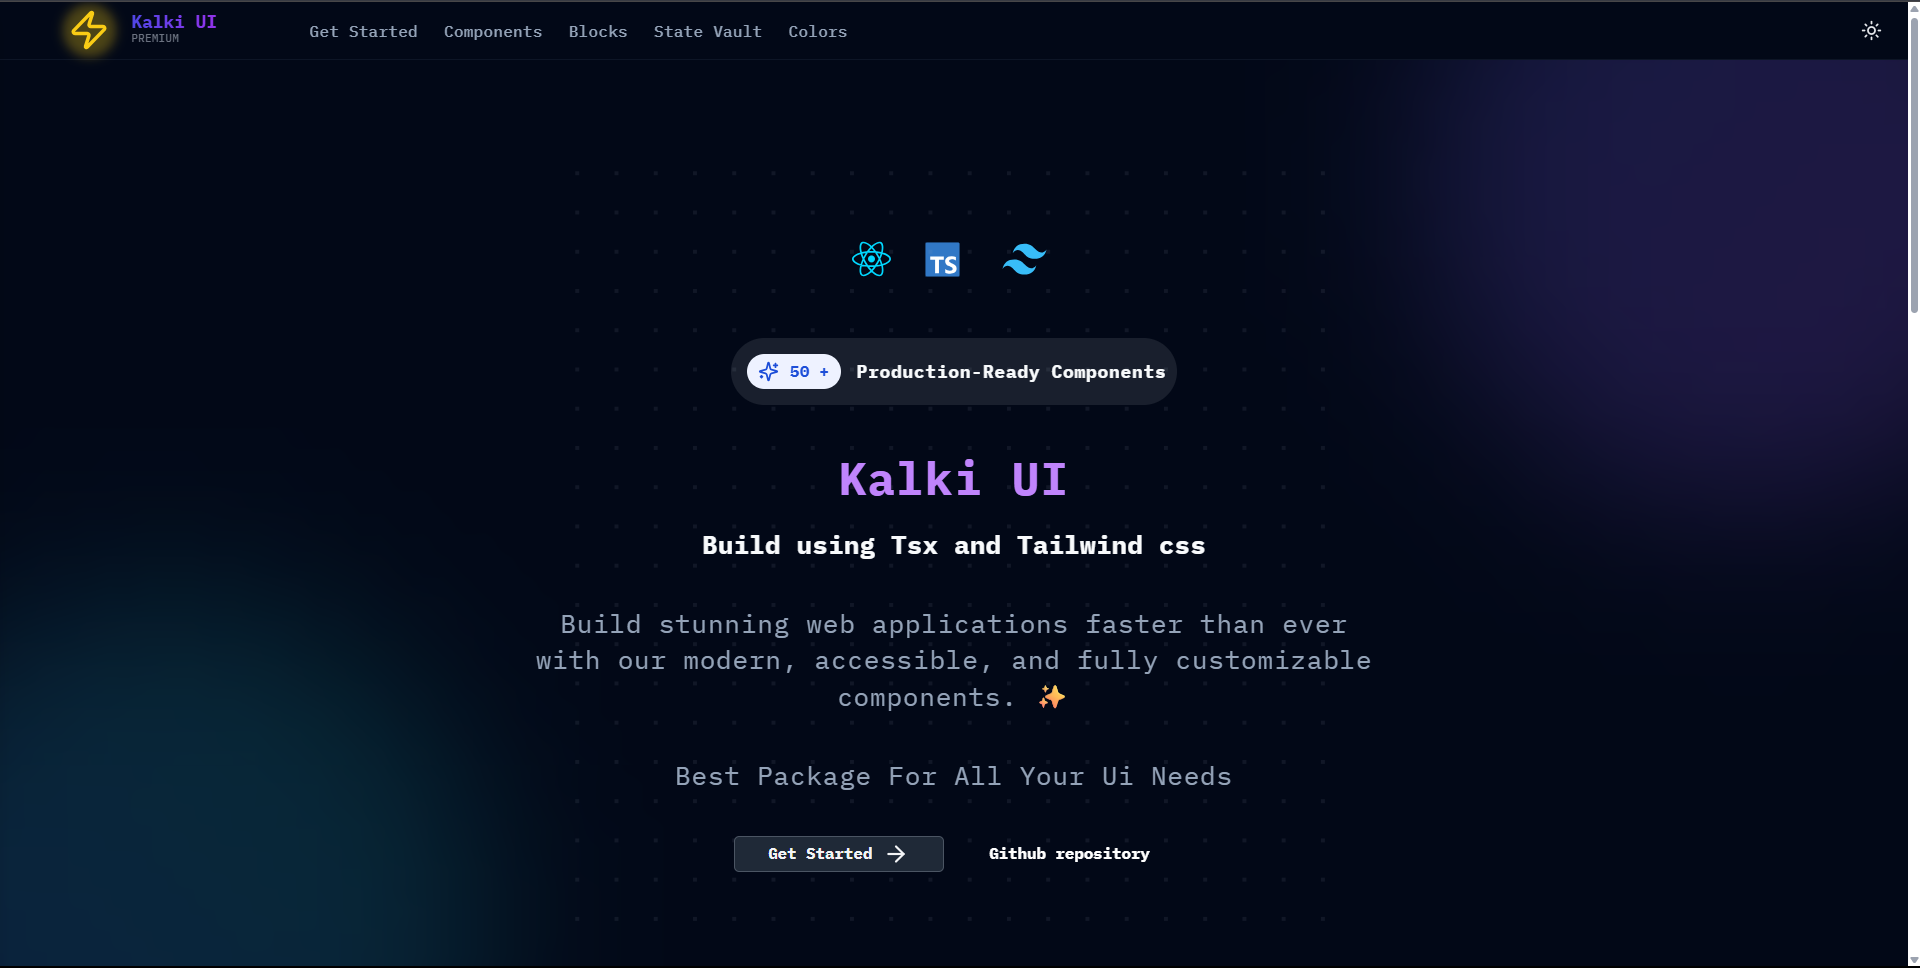 Kalki UI
PREMIUM
Get Started
Components
Blocks
State Vault
Colors
TS
50 +
Production-Ready Components
Kalki UI
Build using Tsx and Tailwind css
Build stunning web applications faster than ever
with our modern, accessible, and fully customizable
components. ✨
Best Package For All Your Ui Needs
Get Started →
Github repository